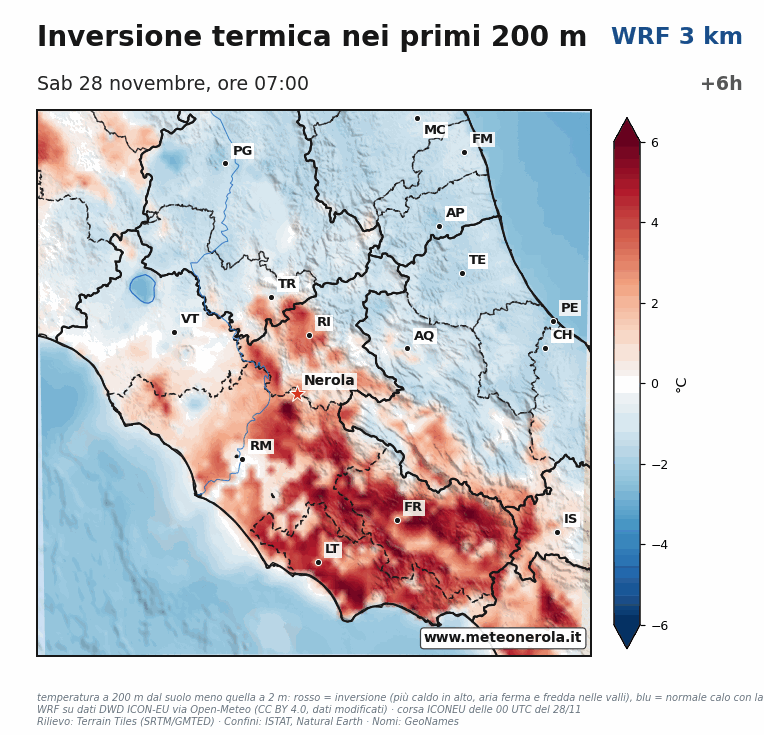 Inversione termica nei primi 200 m WRF 3 km
Sab 28 novembre, ore 07:00 +6h
MC
FM
PG
AP
TE
TR
PE
VT
RI
CH
AQ
Nerola
RM
FR
IS
LT
www.meteonerola.it
6
4
2
0
−2
−4
−6
°C
temperatura a 200 m dal suolo meno quella a 2 m: rosso = inversione (più caldo in alto, aria ferma e fredda nelle valli), blu = normale calo con la
WRF su dati DWD ICON-EU via Open-Meteo (CC BY 4.0, dati modificati) · corsa ICONEU delle 00 UTC del 28/11
Rilievo: Terrain Tiles (SRTM/GMTED) · Confini: ISTAT, Natural Earth · Nomi: GeoNames